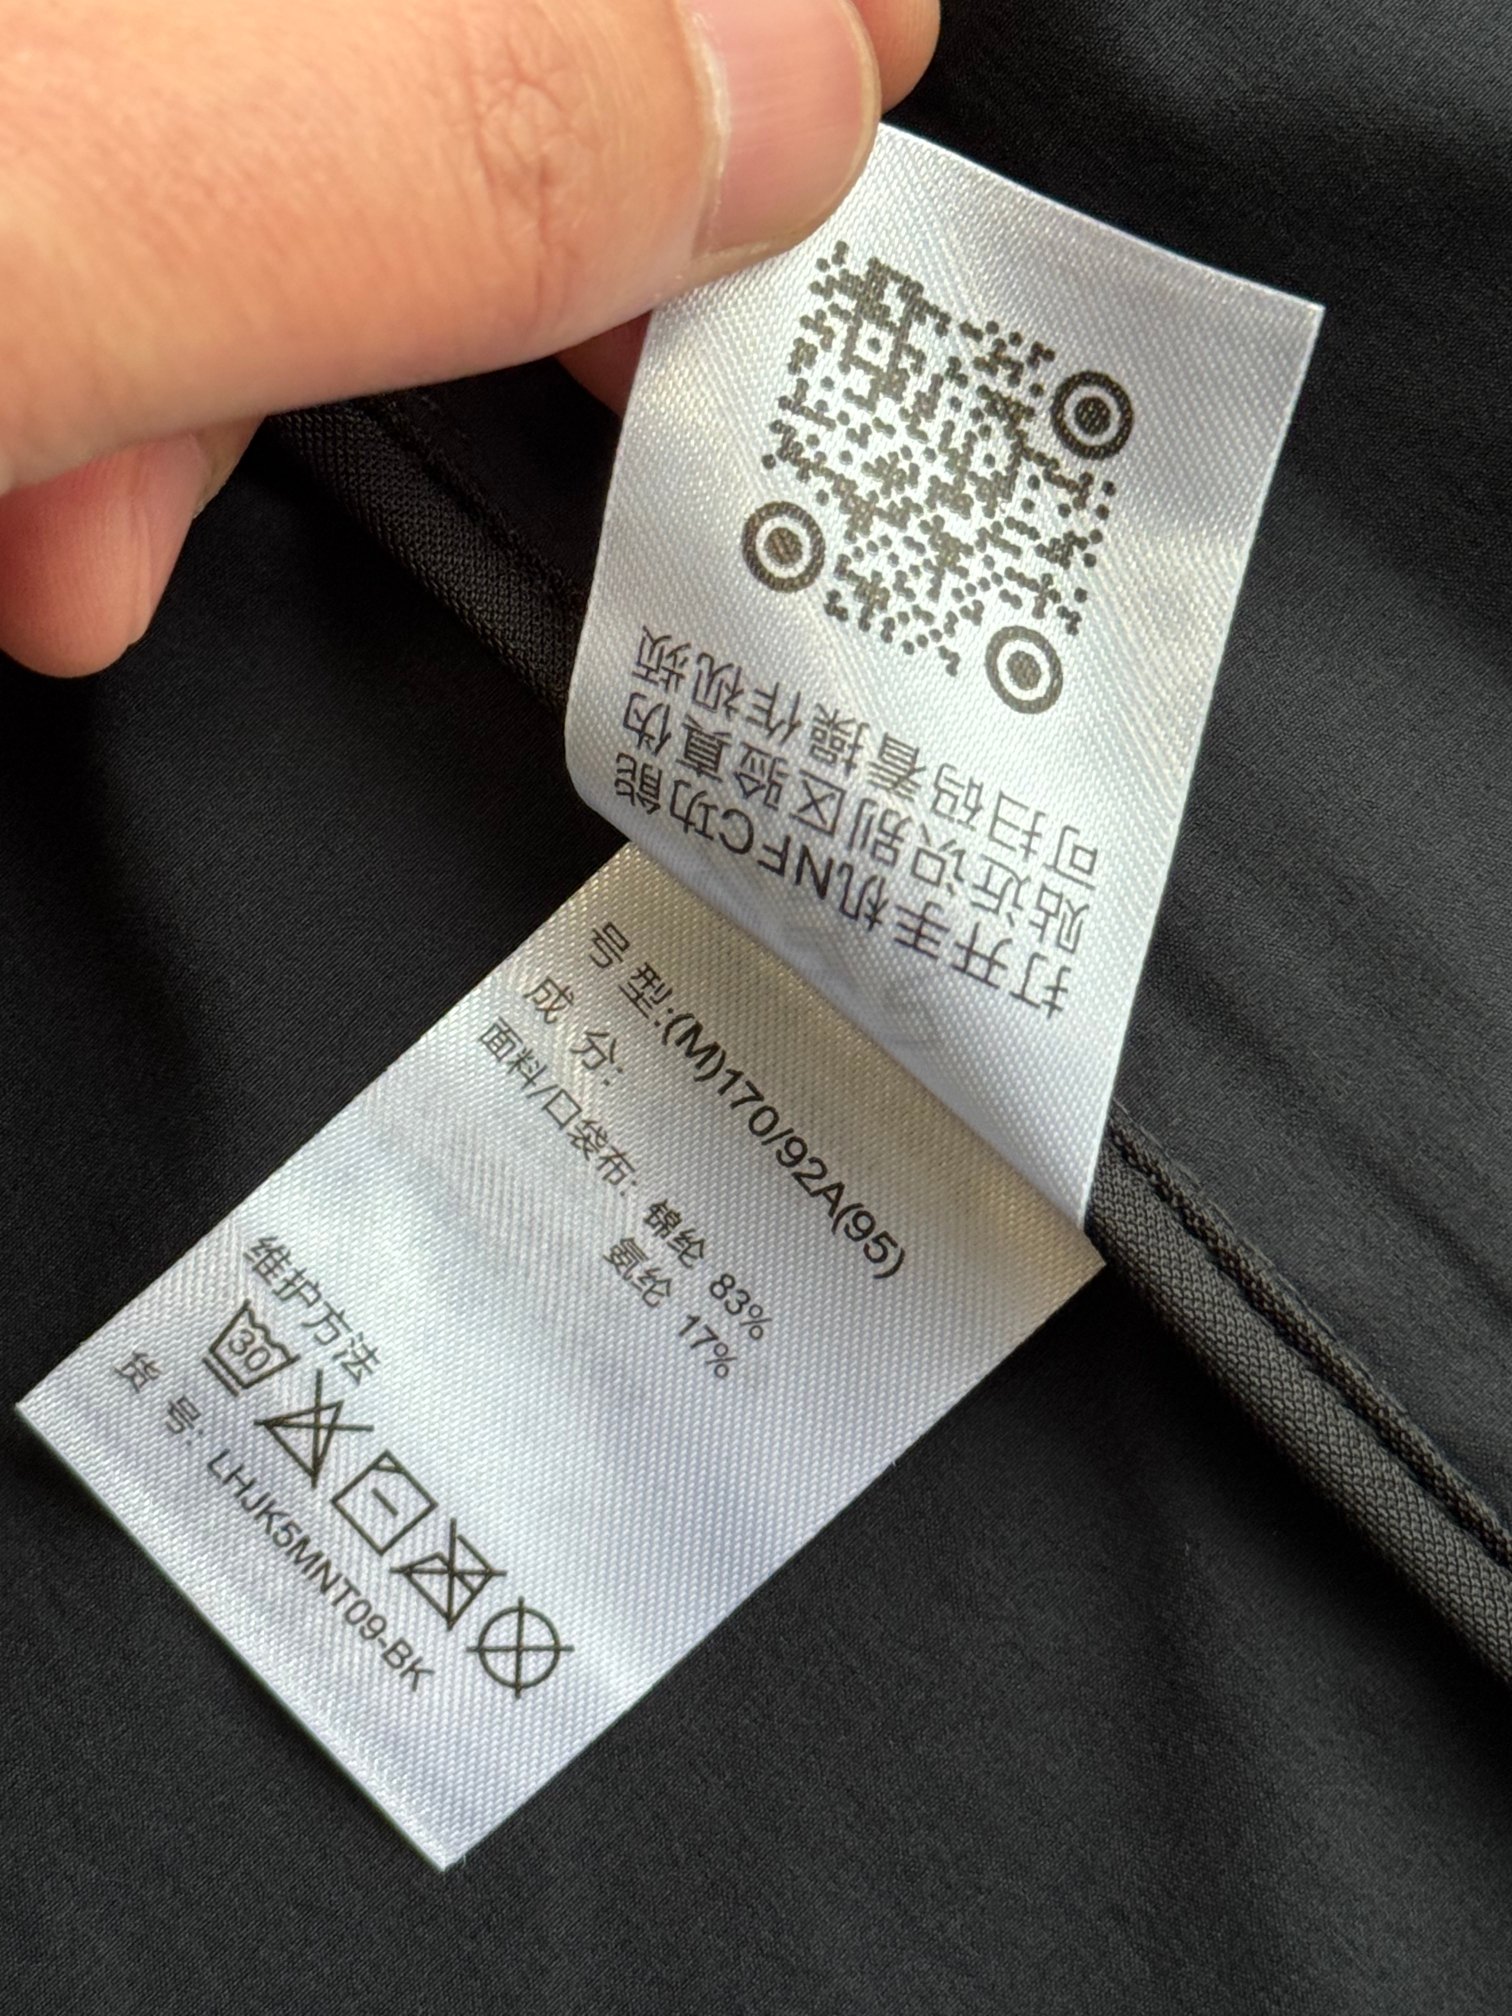 打开手机NFC功能
贴近识别区验真伪
可扫码看操作视频
号 型:(M)170/92A(95)
成 分:
面料/口袋布: 锦纶 83%
氨纶 17%
维护方法
30
货 号: LHJK5MNT09-BK